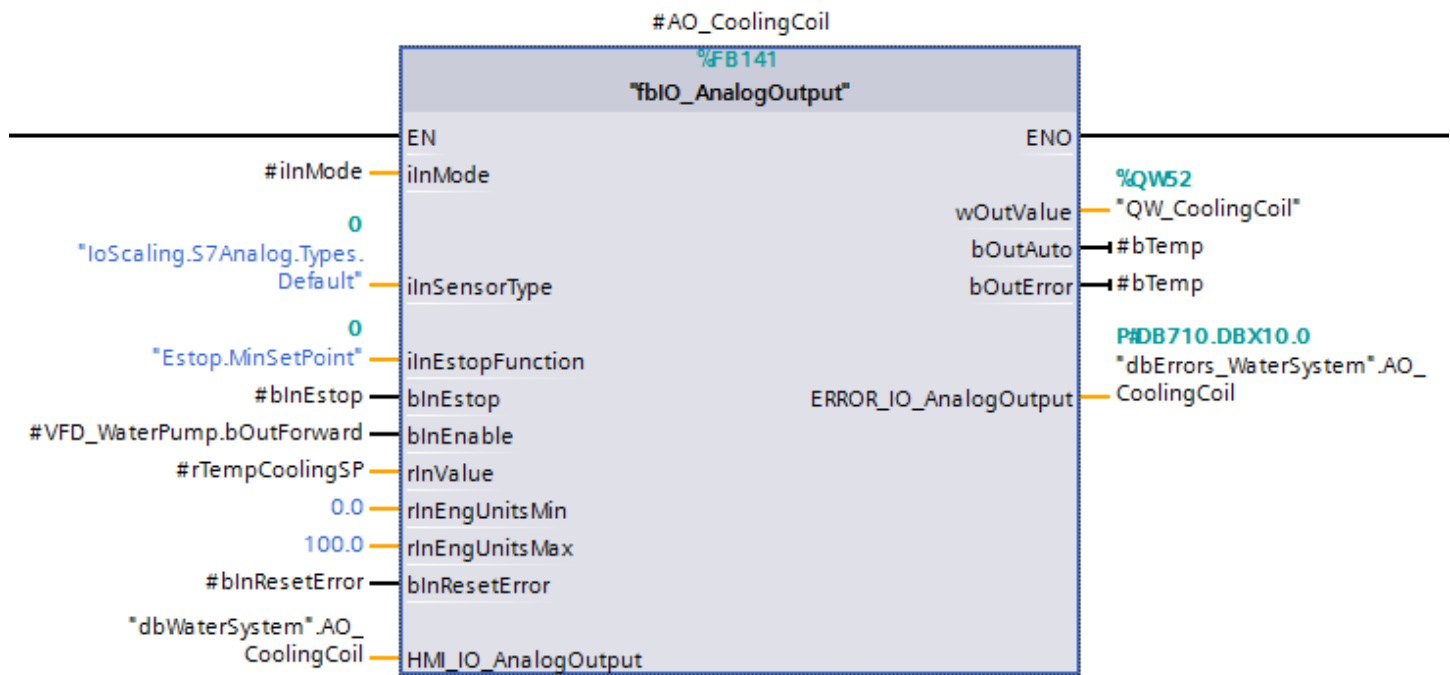 #AO_CoolingCoil
%FB141
"fbIO_AnalogOutput"
EN
ENO
#iInMode
iInMode
%QW52
wOutValue
"QW_CoolingCoil"
0
"IoScaling.S7Analog.Types.
Default"
iInSensorType
bOutAuto
#bTemp
bOutError
#bTemp
0
"Estop.MinSetPoint"
iInEstopFunction
P#DB710.DBX10.0
"dbErrors_WaterSystem".AO_
CoolingCoil
ERROR_IO_AnalogOutput
#bInEstop
bInEstop
#VFD_WaterPump.bOutForward
bInEnable
#rTempCoolingSP
rInValue
0.0
rInEngUnitsMin
100.0
rInEngUnitsMax
#bInResetError
bInResetError
"dbWaterSystem".AO_
CoolingCoil
HMI_IO_AnalogOutput